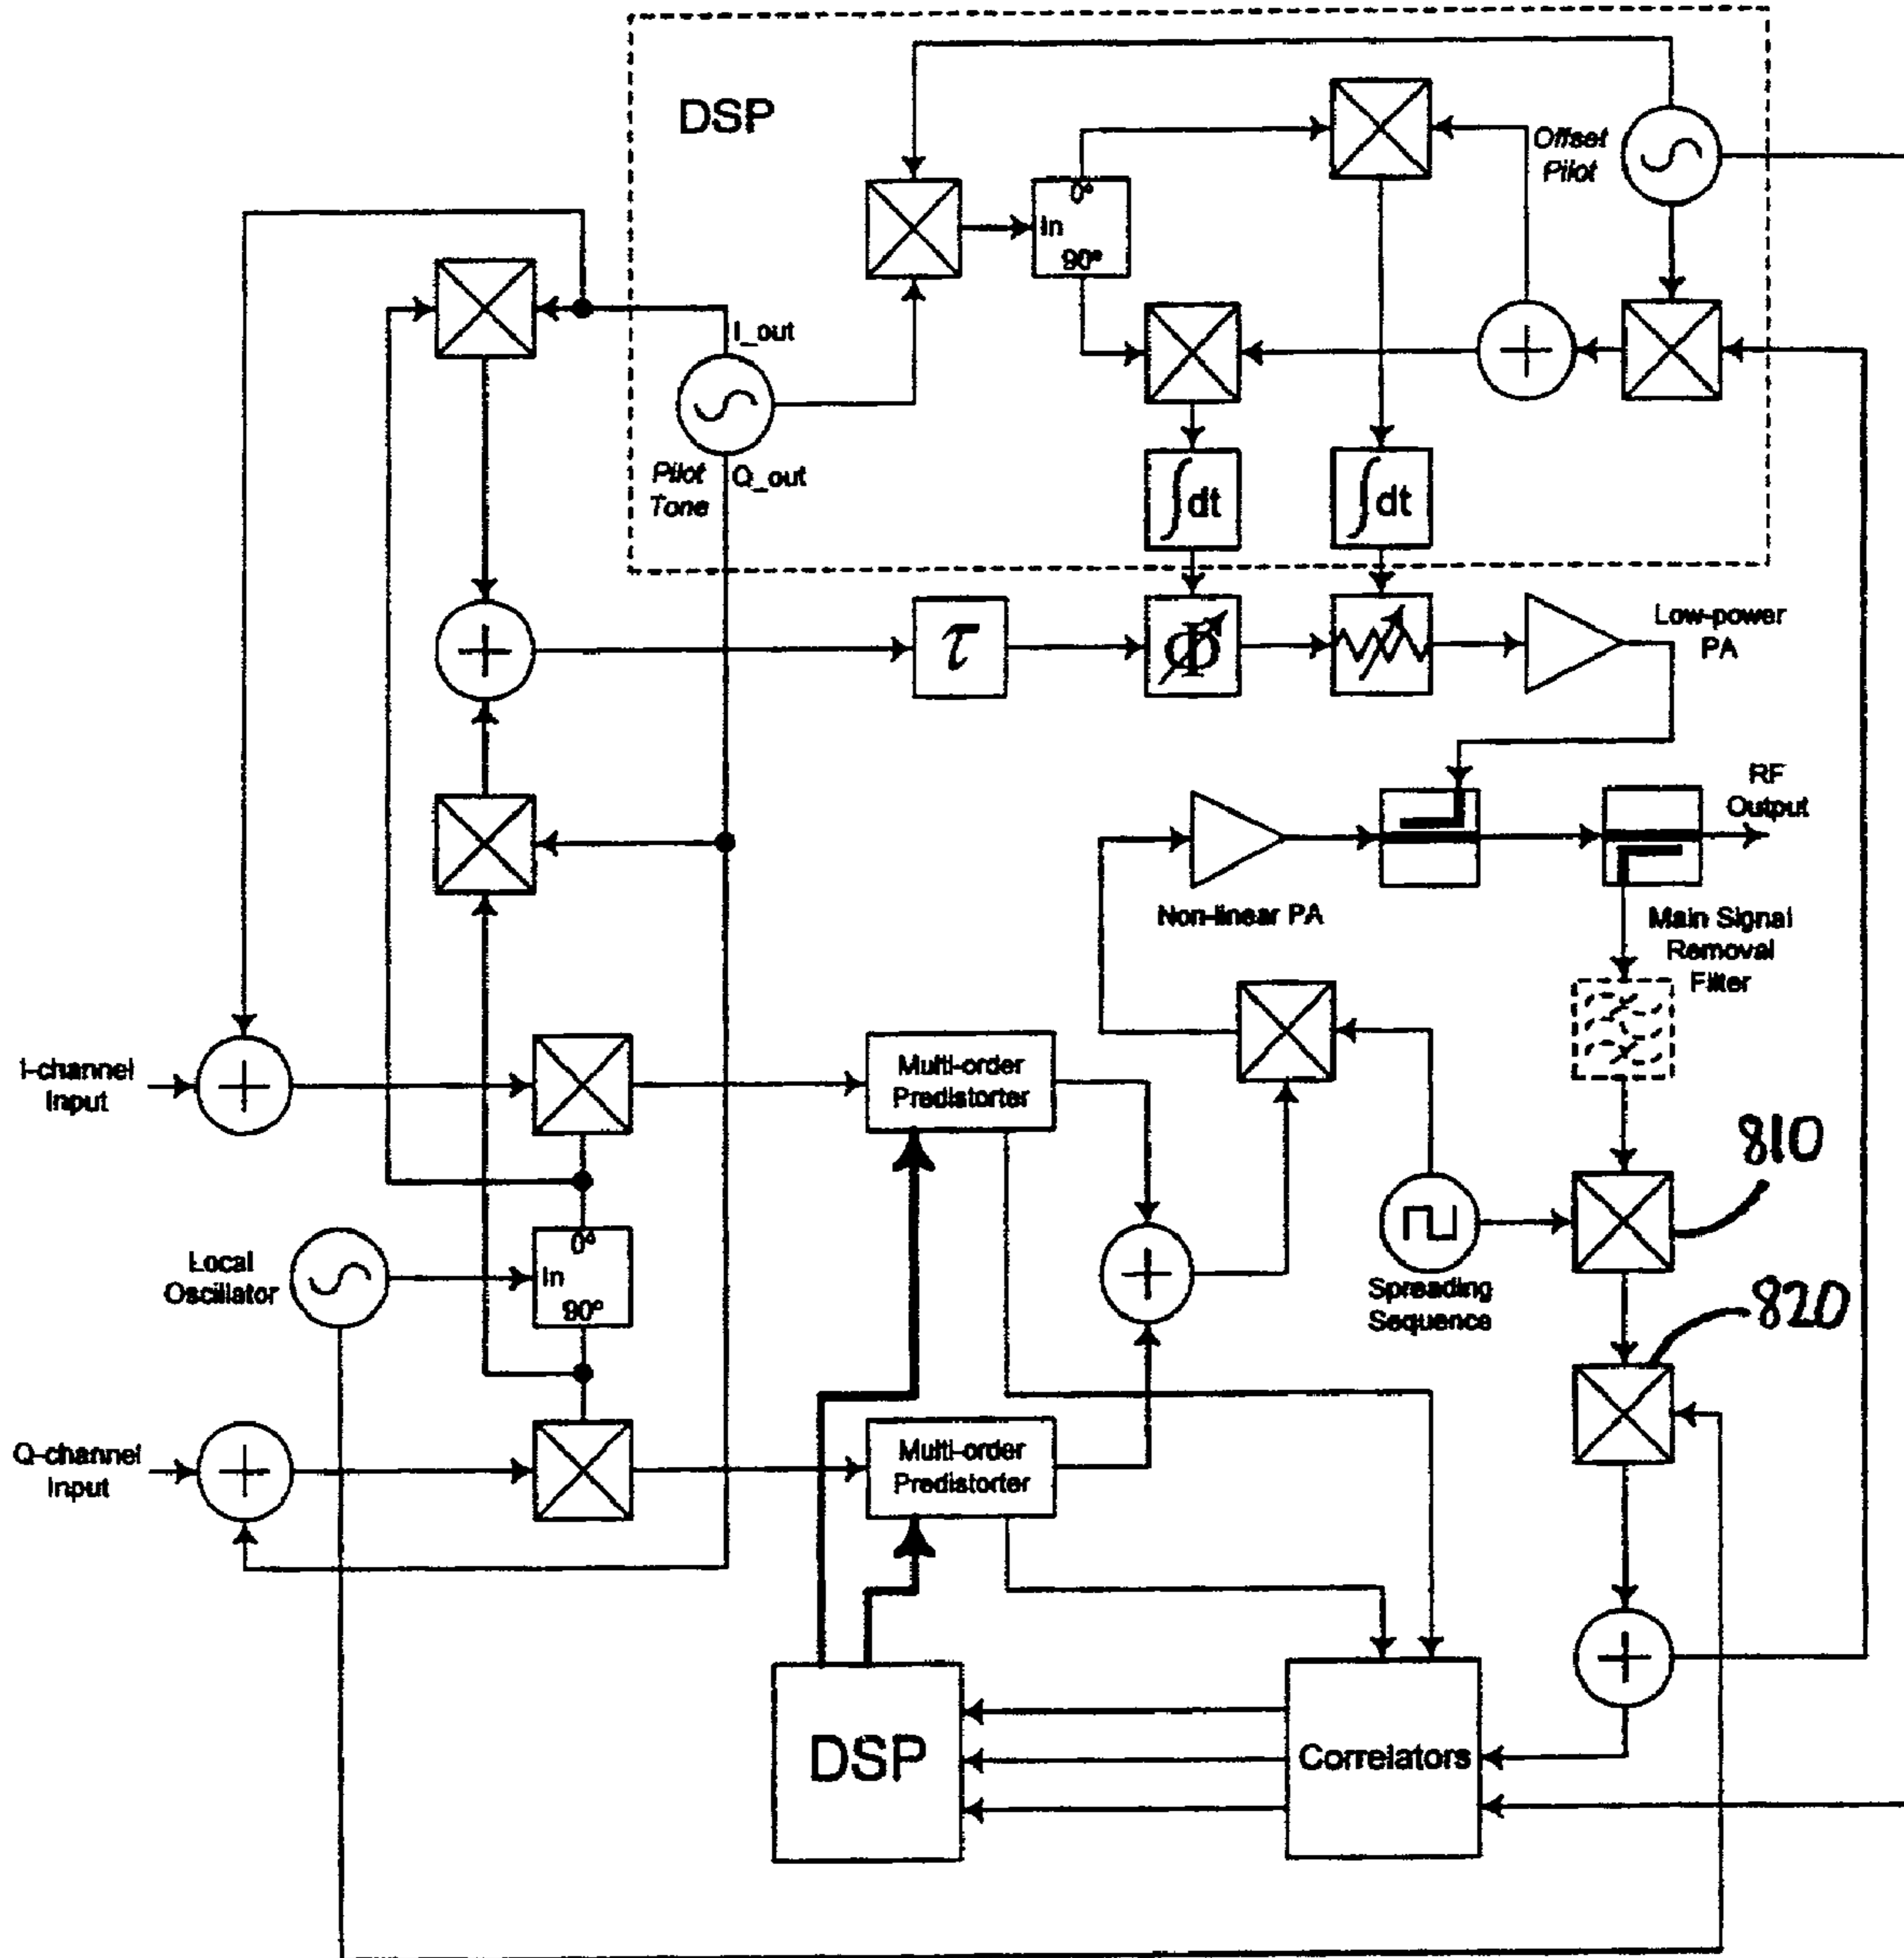 DSP
Offset
Pilot
0°
In
90°
I_out
Pilot
Tone
Q_out
∫dt
∫dt
τ
Φ
Low-power
PA
RF
Output
Non-linear PA
Main Signal
Removal
Filter
I-channel
Input
Multi-order
Predistorter
810
Local
Oscillator
0°
In
90°
Spreading
Sequence
820
Q-channel
Input
Multi-order
Predistorter
DSP
Correlators